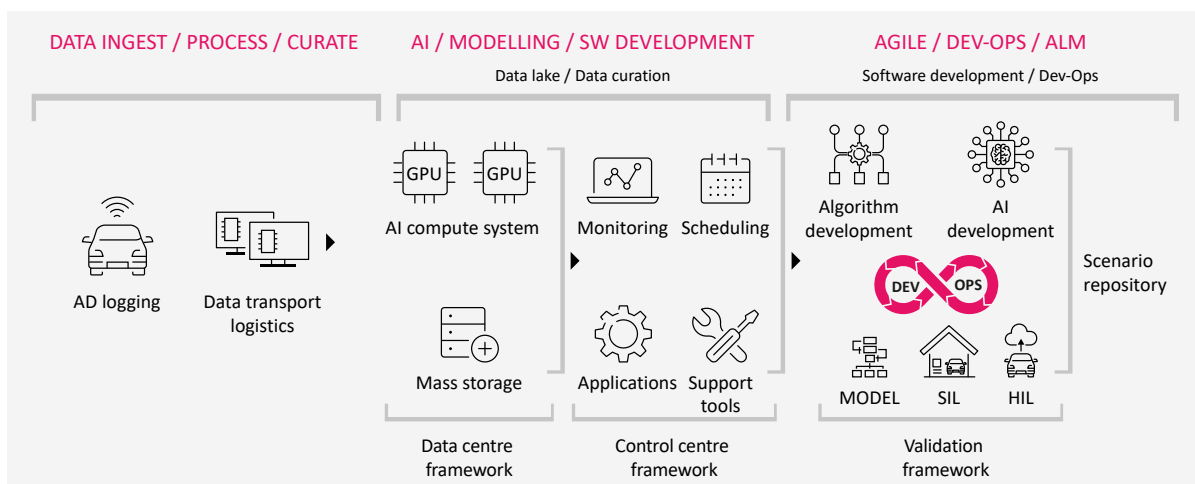 DATA INGEST / PROCESS / CURATE
AI / MODELLING / SW DEVELOPMENT
AGILE / DEV-OPS / ALM
Data lake / Data curation
Software development / Dev-Ops
GPU
GPU
AI compute system
Monitoring
Scheduling
Algorithm
development
AI
development
AD logging
Data transport
logistics
DEV
OPS
Scenario
repository
Mass storage
Applications
Support
tools
MODEL
SIL
HIL
Data centre
framework
Control centre
framework
Validation
framework